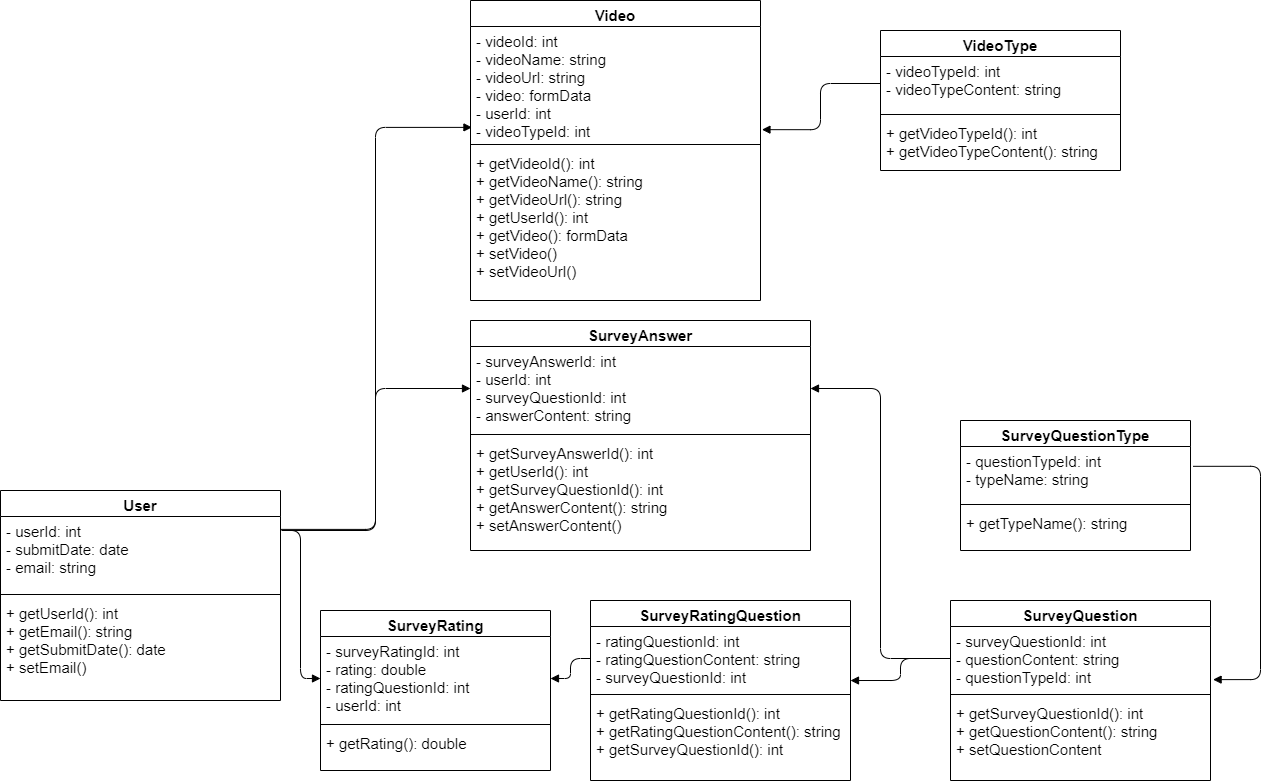 Video
- videoId: int
- videoName: string
- videoUrl: string
- video: formData
- userId: int
- videoTypeId: int
+ getVideoId(): int
+ getVideoName(): string
+ getVideoUrl(): string
+ getUserId(): int
+ getVideo(): formData
+ setVideo()
+ setVideoUrl()
VideoType
- videoTypeId: int
- videoTypeContent: string
+ getVideoTypeId(): int
+ getVideoTypeContent(): string
SurveyAnswer
- surveyAnswerId: int
- userId: int
- surveyQuestionId: int
- answerContent: string
+ getSurveyAnswerId(): int
+ getUserId(): int
+ getSurveyQuestionId(): int
+ getAnswerContent(): string
+ setAnswerContent()
SurveyQuestionType
- questionTypeId: int
- typeName: string
+ getTypeName(): string
User
- userId: int
- submitDate: date
- email: string
+ getUserId(): int
+ getEmail(): string
+ getSubmitDate(): date
+ setEmail()
SurveyRating
- surveyRatingId: int
- rating: double
- ratingQuestionId: int
- userId: int
+ getRating(): double
SurveyRatingQuestion
- ratingQuestionId: int
- ratingQuestionContent: string
- surveyQuestionId: int
+ getRatingQuestionId(): int
+ getRatingQuestionContent(): string
+ getSurveyQuestionId(): int
SurveyQuestion
- surveyQuestionId: int
- questionContent: string
- questionTypeId: int
+ getSurveyQuestionId(): int
+ getQuestionContent(): string
+ setQuestionContent